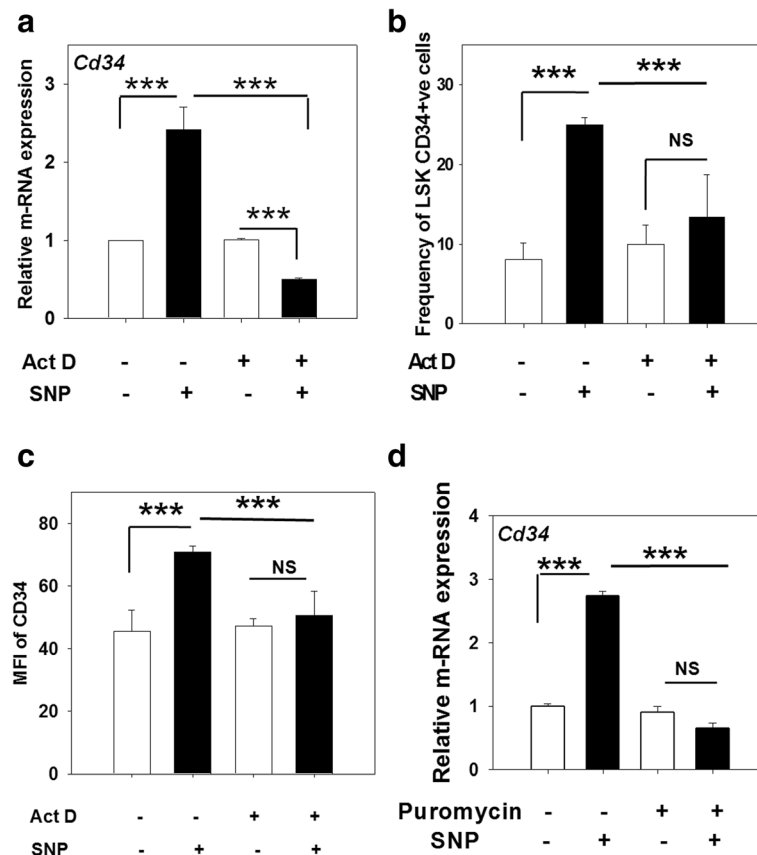 a
Cd34
Relative m-RNA expression
3
2
1
0
***
***
***
Act D - - + +
SNP - + - +
b
Frequency of LSK CD34+ve cells
30
20
10
0
***
***
NS
Act D - - + +
SNP - + - +
c
MFI of CD34
80
60
40
20
0
***
***
NS
Act D - - + +
SNP - + - +
d
Cd34
Relative m-RNA expression
4
3
2
1
0
***
***
NS
Puromycin - - + +
SNP - + - +